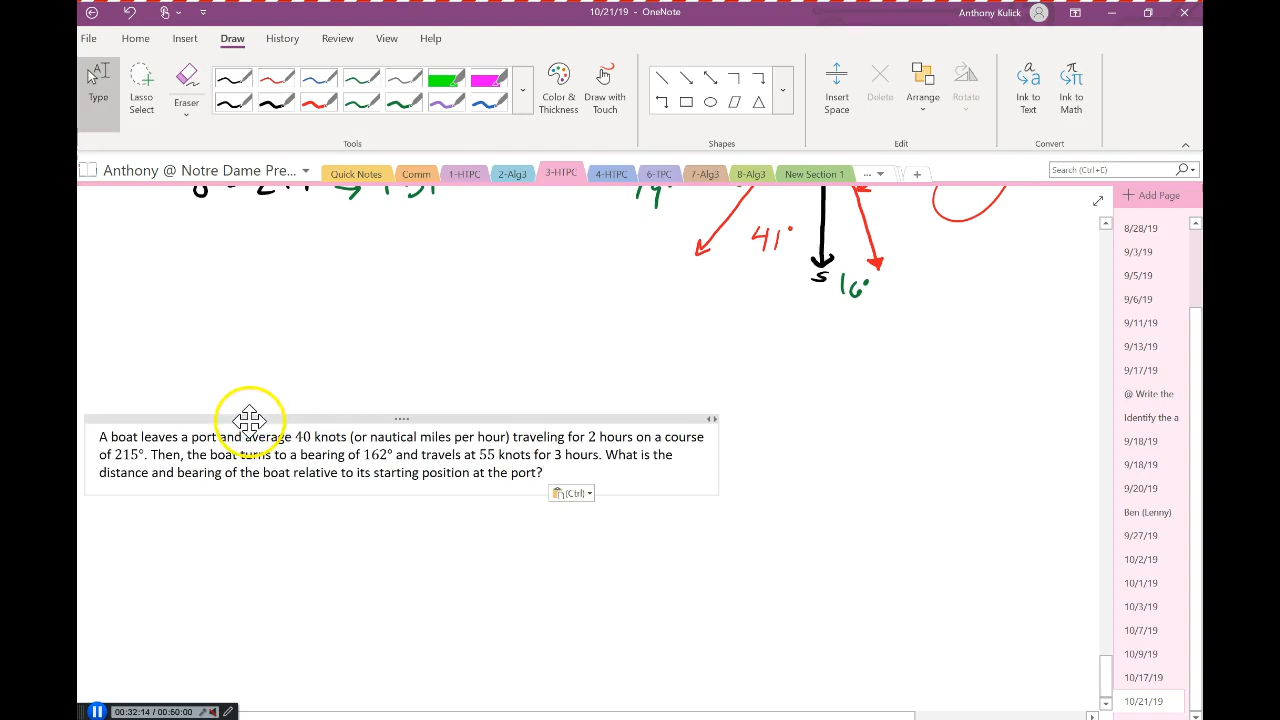 10/21/19 - OneNote
Anthony Kulick
File Home Insert Draw History Review View Help
Type
Lasso Select
Eraser
Color & Thickness
Draw with Touch
Insert Space
Delete
Arrange
Rotate
Ink to Text
Ink to Math
Tools
Shapes
Edit
Convert
Anthony @ Notre Dame Pre...
Quick Notes Comm 1-HTPC 2-Alg3 3-HTPC 4-HTPC 6-TPC 7-Alg3 8-Alg3 New Section 1 ... +
Search (Ctrl+E)
Add Page
41°
S
16°
A boat leaves a port and average 40 knots (or nautical miles per hour) traveling for 2 hours on a course
of 215°. Then, the boat turns to a bearing of 162° and travels at 55 knots for 3 hours. What is the
distance and bearing of the boat relative to its starting position at the port?
(Ctrl)
8/28/19
9/3/19
9/5/19
9/6/19
9/11/19
9/13/19
9/17/19
@ Write the
Identify the a
9/18/19
9/18/19
9/20/19
Ben (Lenny)
9/27/19
10/2/19
10/1/19
10/3/19
10/7/19
10/9/19
10/17/19
10/21/19
00:32:14 / 00:50:00